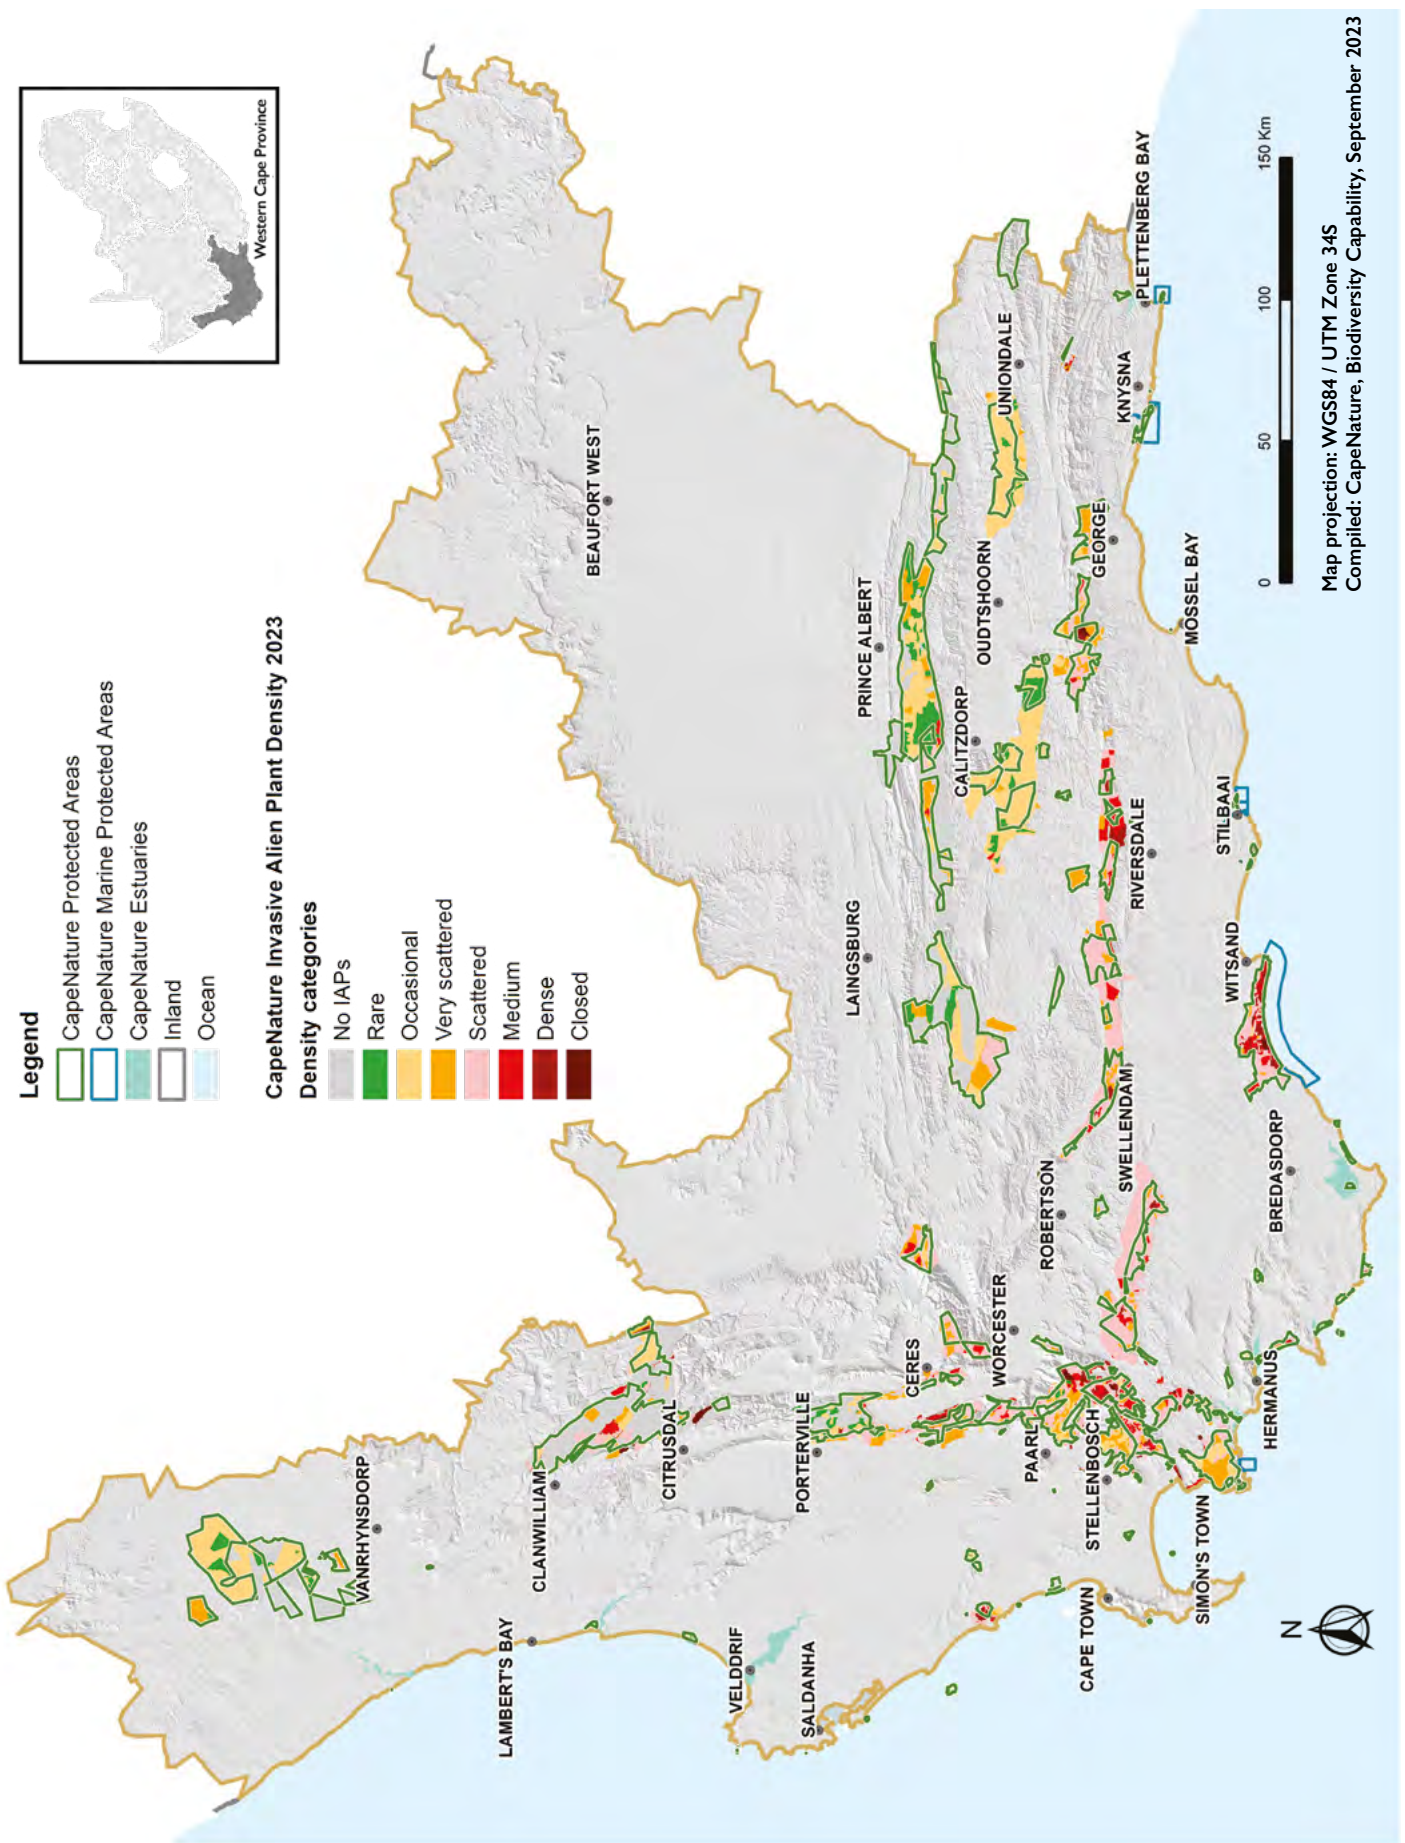 Western Cape Province
Legend
CapeNature Protected Areas
CapeNature Marine Protected Areas
CapeNature Estuaries
Inland
Ocean
CapeNature Invasive Alien Plant Density 2023
Density categories
No IAPs
Rare
Occasional
Very scattered
Scattered
Medium
Dense
Closed
VANRHYNSDORP
LAMBERT'S BAY
CLANWILLIAM
CITRUSDAL
BEAUFORT WEST
VELDDRIF
SALDANHA
PORTERVILLE
LAINGSBURG
PRINCE ALBERT
CERES
WORCESTER
CALITZDORP
OUDTSHOORN
UNIONDALE
PAARL
ROBERTSON
CAPE TOWN
STELLENBOSCH
SWELLENDAM
RIVERSDALE
GEORGE
KNYSNA
PLETTENBERG BAY
SIMON'S TOWN
HERMANUS
BREDASDORP
WITSAND
STILBAAI
MOSSEL BAY
N
0 50 100 150 Km
Map projection: WGS84 / UTM Zone 34S
Compiled: CapeNature, Biodiversity Capability, September 2023